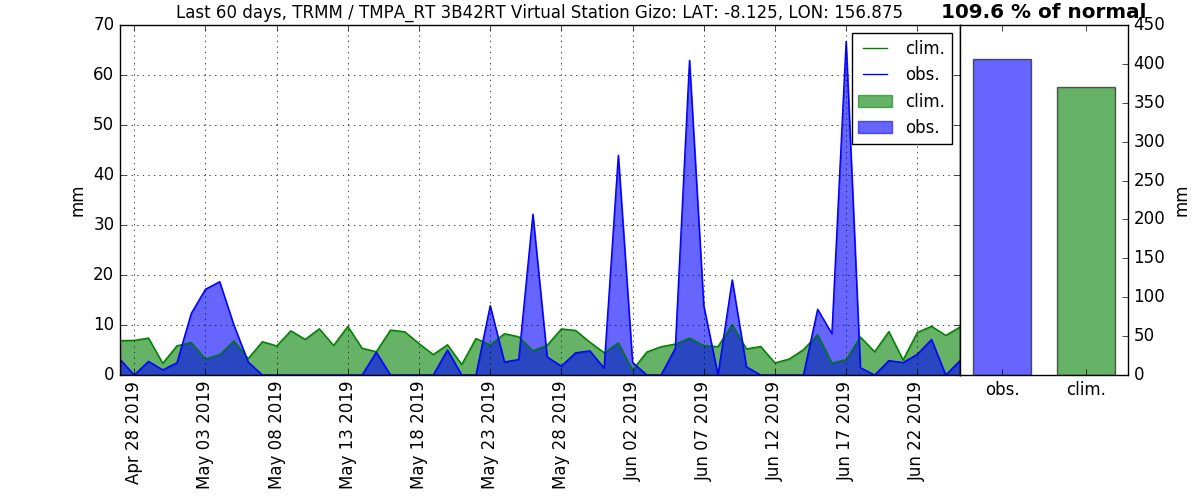 Last 60 days, TRMM / TMPA_RT 3B42RT Virtual Station Gizo: LAT: -8.125, LON: 156.875
109.6 % of normal
70
60
50
40
30
20
10
0
mm
clim.
obs.
clim.
obs.
Apr 28 2019
May 03 2019
May 08 2019
May 13 2019
May 18 2019
May 23 2019
May 28 2019
Jun 02 2019
Jun 07 2019
Jun 12 2019
Jun 17 2019
Jun 22 2019
450
400
350
300
250
200
150
100
50
0
mm
obs.
clim.